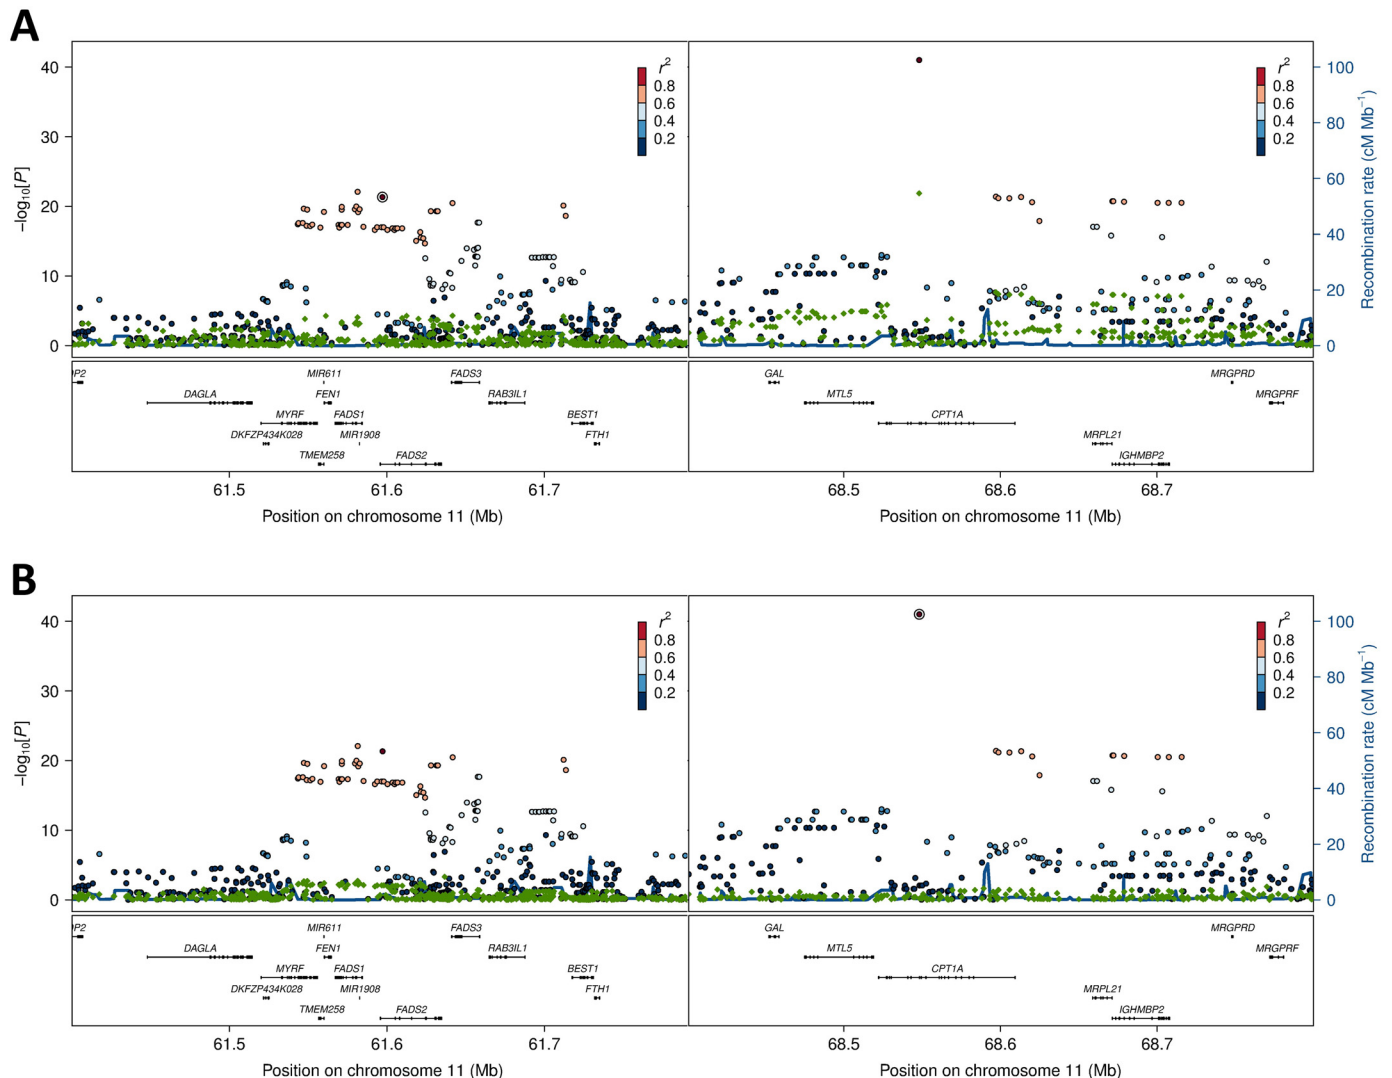 A
40
30
20
10
0
−log10[P]
r2
0.8
0.6
0.4
0.2
r2
0.8
0.6
0.4
0.2
100
80
60
40
20
0
Recombination rate (cM Mb−1)
P2
MIR611
FADS3
DAGLA
FEN1
RAB3IL1
MYRF
FADS1
BEST1
DKFZP434K028
MIR1908
FTH1
TMEM258
FADS2
GAL
MRGPRD
MTL5
MRGPRF
CPT1A
MRPL21
IGHMBP2
61.5
61.6
61.7
68.5
68.6
68.7
Position on chromosome 11 (Mb)
Position on chromosome 11 (Mb)
B
40
30
20
10
0
−log10[P]
r2
0.8
0.6
0.4
0.2
r2
0.8
0.6
0.4
0.2
100
80
60
40
20
0
Recombination rate (cM Mb−1)
P2
MIR611
FADS3
DAGLA
FEN1
RAB3IL1
MYRF
FADS1
BEST1
DKFZP434K028
MIR1908
FTH1
TMEM258
FADS2
GAL
MRGPRD
MTL5
MRGPRF
CPT1A
MRPL21
IGHMBP2
61.5
61.6
61.7
68.5
68.6
68.7
Position on chromosome 11 (Mb)
Position on chromosome 11 (Mb)